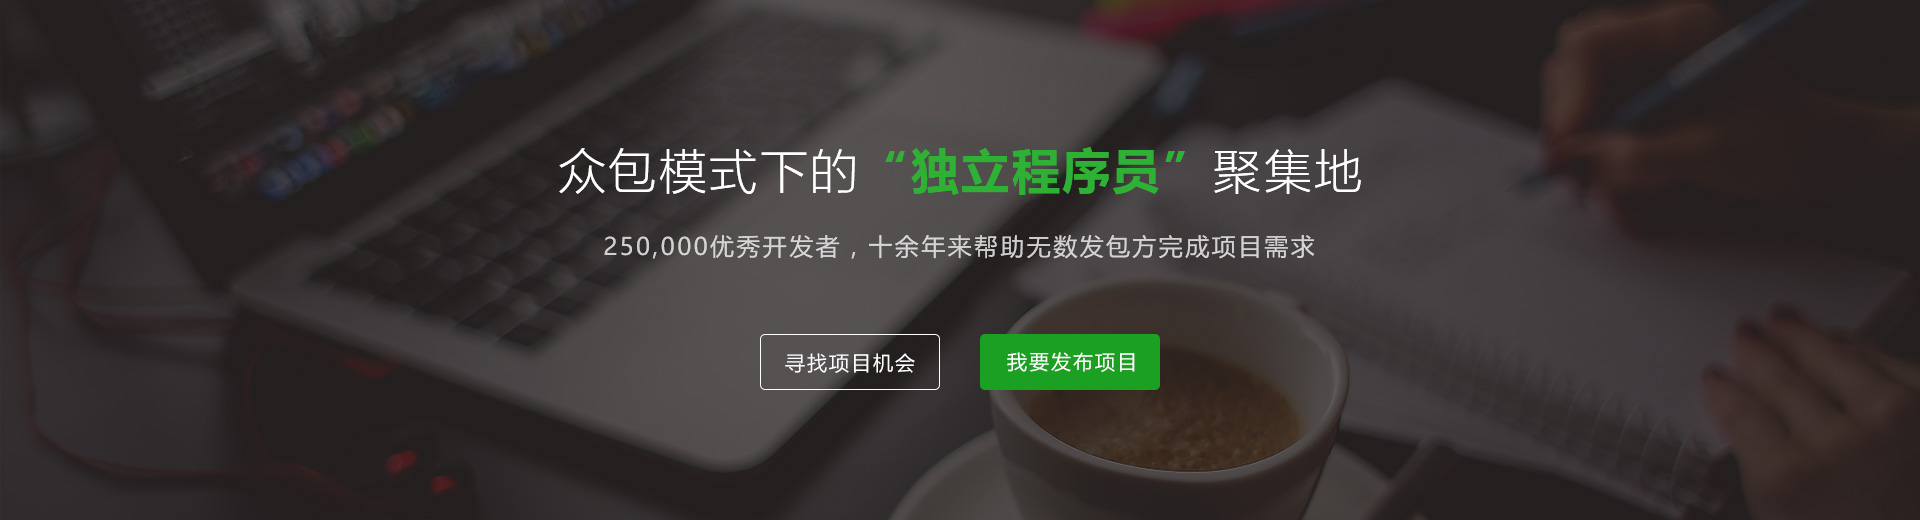 众包模式下的“独立程序员”聚集地
250,000优秀开发者，十余年来帮助无数发包方完成项目需求
寻找项目机会
我要发布项目